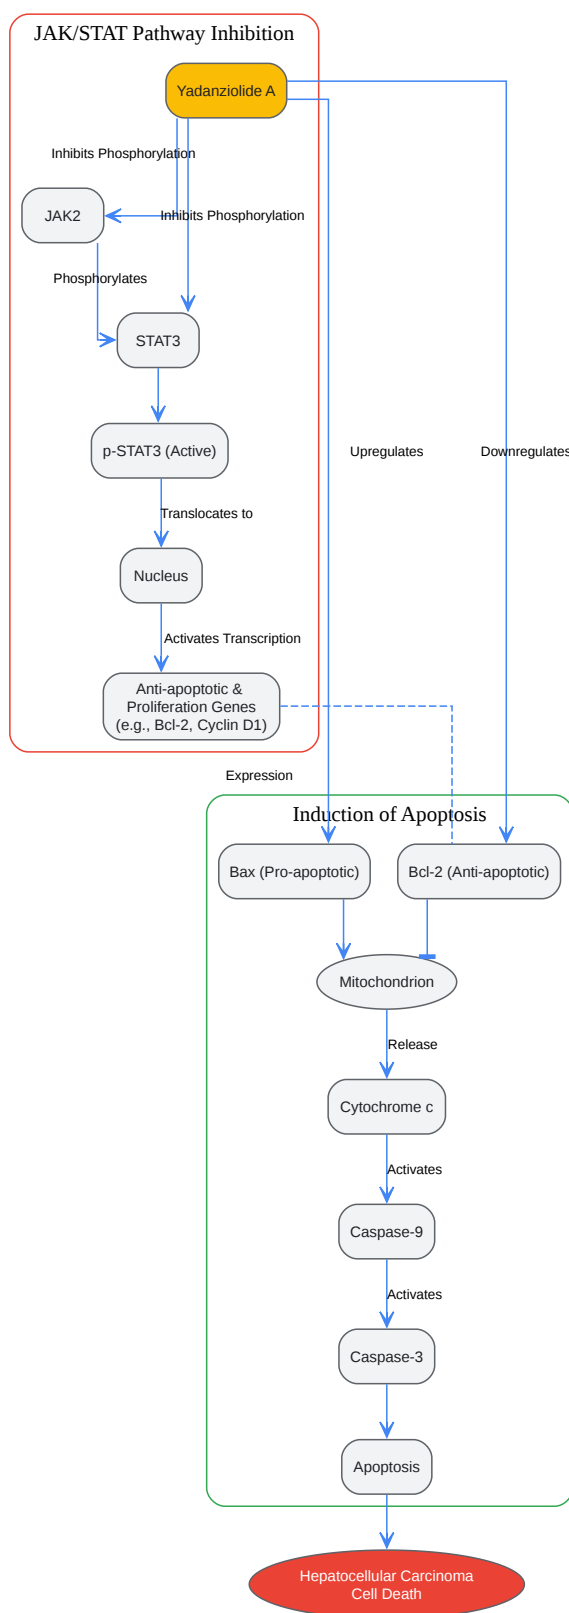 JAK/STAT Pathway Inhibition
Yadanziolide A
Inhibits Phosphorylation
JAK2
Inhibits Phosphorylation
Phosphorylates
STAT3
p-STAT3 (Active)
Upregulates
Downregulates
Translocates to
Nucleus
Activates Transcription
Anti-apoptotic &
Proliferation Genes
(e.g., Bcl-2, Cyclin D1)
Expression
Induction of Apoptosis
Bax (Pro-apoptotic)
Bcl-2 (Anti-apoptotic)
Mitochondrion
Release
Cytochrome c
Activates
Caspase-9
Activates
Caspase-3
Apoptosis
Hepatocellular Carcinoma
Cell Death